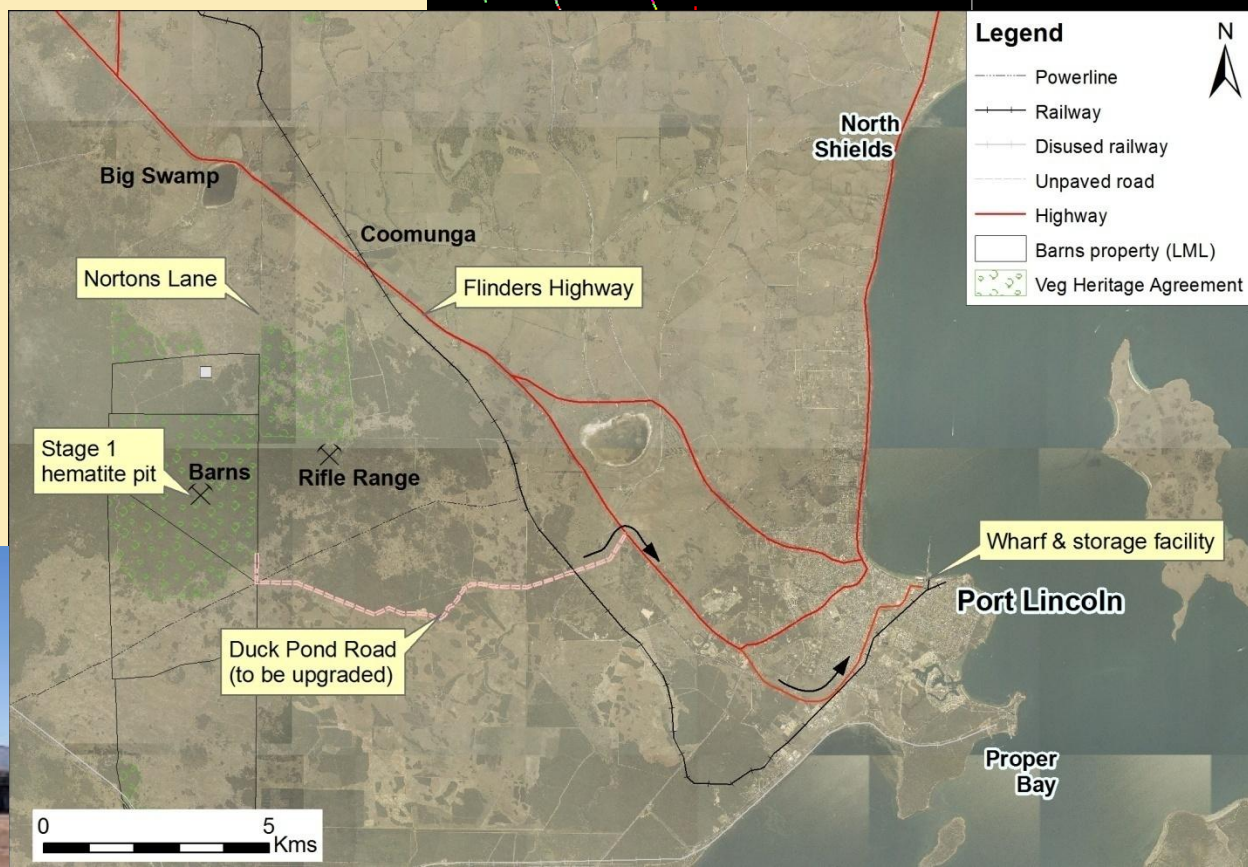 Legend
N
Powerline
Railway
Disused railway
Unpaved road
Highway
Barns property (LML)
Veg Heritage Agreement
North
Shields
Big Swamp
Coomunga
Nortons Lane
Flinders Highway
Stage 1
hematite pit
Barns
Rifle Range
Wharf & storage facility
Port Lincoln
Duck Pond Road
(to be upgraded)
Proper
Bay
0 5
Kms